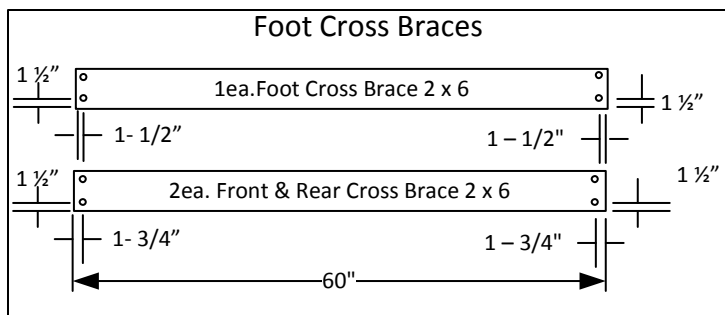 Foot Cross Braces
1 ½”
1ea.Foot Cross Brace 2 x 6
1 ½”
1- 1/2”
1 – 1/2"
1 ½”
2ea. Front & Rear Cross Brace 2 x 6
1 ½”
1- 3/4”
1 – 3/4"
60"